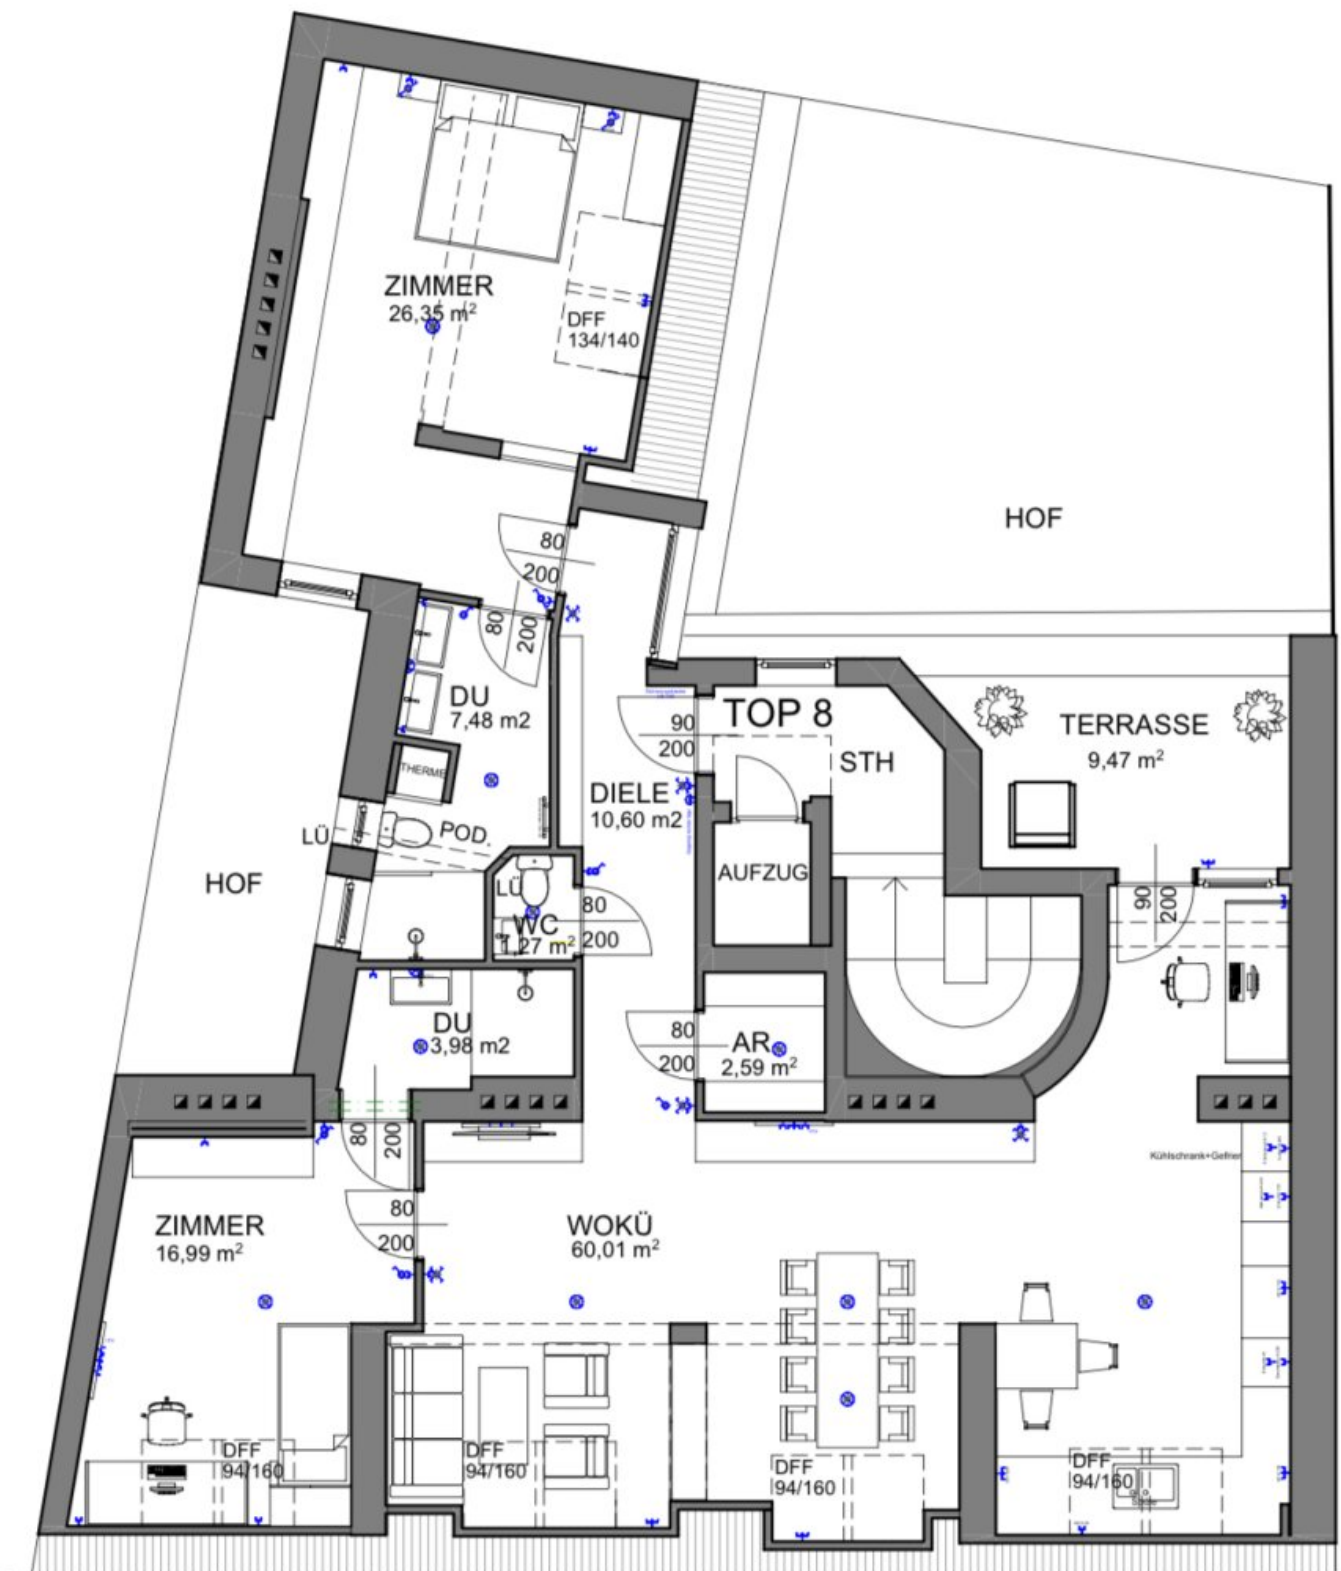 ZIMMER
26,35 m²
DFF
134/140
HOF
80
200
80
200
DU
7,48 m2
THERME
LÜ
POD.
HOF
90
200
TOP 8
STH
TERRASSE
9,47 m²
DIELE
10,60 m2
AUFZUG
LÜ
WC
27 m²
80
200
90
200
DU
3,98 m2
80
200
AR
2,59 m²
80
200
Kühlschrank+Gefrier
80
200
ZIMMER
16,99 m²
WOKÜ
60,01 m²
DFF
94/160
DFF
94/160
DFF
94/160
DFF
94/160
Spüle